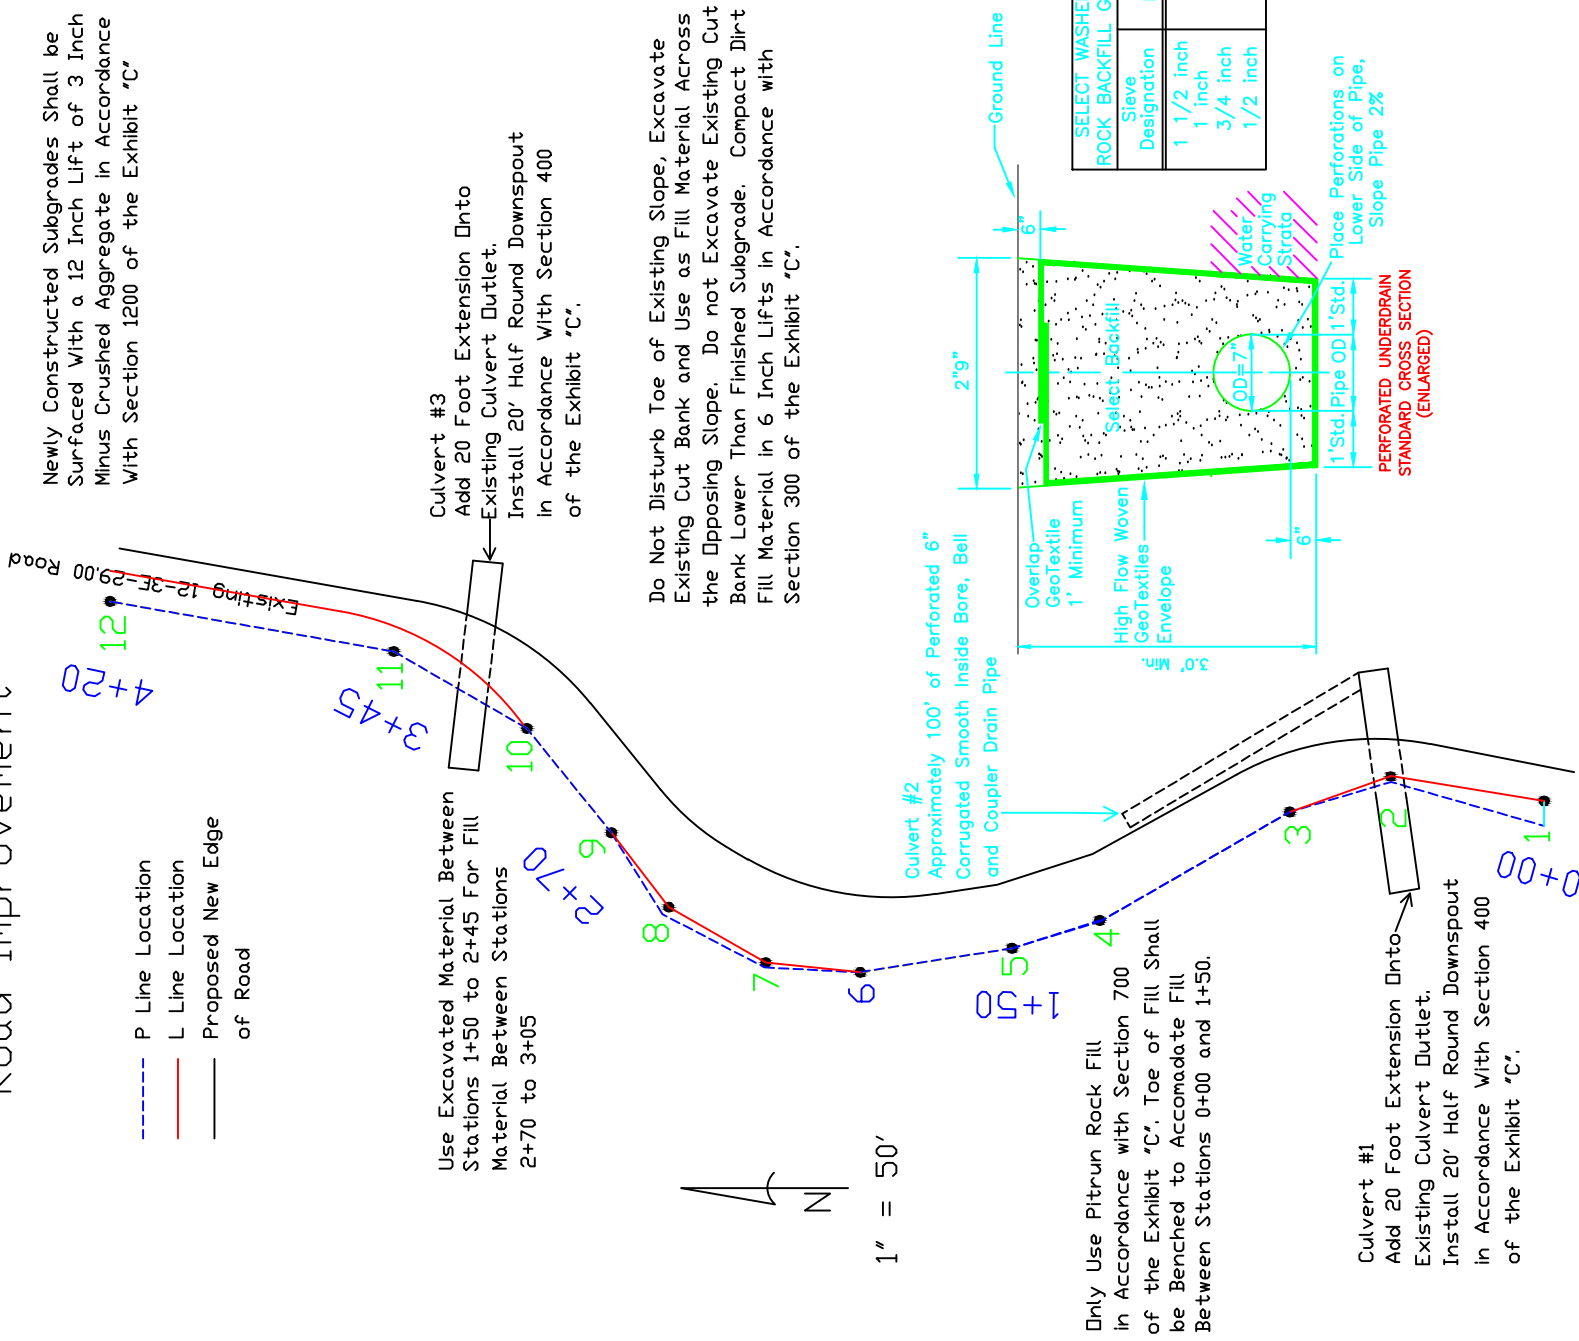 Road Improvement
P Line Location
L Line Location
Proposed New Edge
of Road
Newly Constructed Subgrades Shall be
Surfaced With a 12 Inch Lift of 3 Inch
Minus Crushed Aggregate in Accordance
With Section 1200 of the Exhibit "C"
Existing 12-3E-29.00 Road
Culvert #3
Add 20 Foot Extension Onto
Existing Culvert Outlet.
Install 20' Half Round Downspout
in Accordance With Section 400
of the Exhibit "C".
Use Excavated Material Between
Stations 1+50 to 2+45 For Fill
Material Between Stations
2+70 to 3+05
Do Not Disturb Toe of Existing Slope, Excavate
Existing Cut Bank and Use as Fill Material Across
the Opposing Slope. Do not Excavate Existing Cut
Bank Lower Than Finished Subgrade. Compact Dirt
Fill Material in 6 Inch Lifts in Accordance with
Section 300 of the Exhibit "C".
4+20
12
3+45
11
10
2+70
9
8
7
6
1+50
5
4
3
2
1
0+00
N
1" = 50'
Culvert #2
Approximately 100' of Perforated 6"
Corrugated Smooth Inside Bore, Bell
and Coupler Drain Pipe
Only Use Pitrun Rock Fill
in Accordance with Section 700
of the Exhibit "C". Toe of Fill Shall
be Benched to Accomadate Fill
Between Stations 0+00 and 1+50.
Culvert #1
Add 20 Foot Extension Onto
Existing Culvert Outlet.
Install 20' Half Round Downspout
in Accordance With Section 400
of the Exhibit "C".
Ground Line
2"9"
6"
Overlap
GeoTextile
1' Minimum
High Flow Woven
GeoTextiles
Envelope
3.0' Min.
Select Backfill
OD=7"
Water
Carrying
Strata
6"
1'Std.
Pipe OD
1'Std.
Place Perforations on
Lower Side of Pipe,
Slope Pipe 2%
PERFORATED UNDERDRAIN
STANDARD CROSS SECTION
(ENLARGED)
SELECT WASHE
ROCK BACKFILL G
Sieve
Designation
1 1/2 inch
1 inch
3/4 inch
1/2 inch